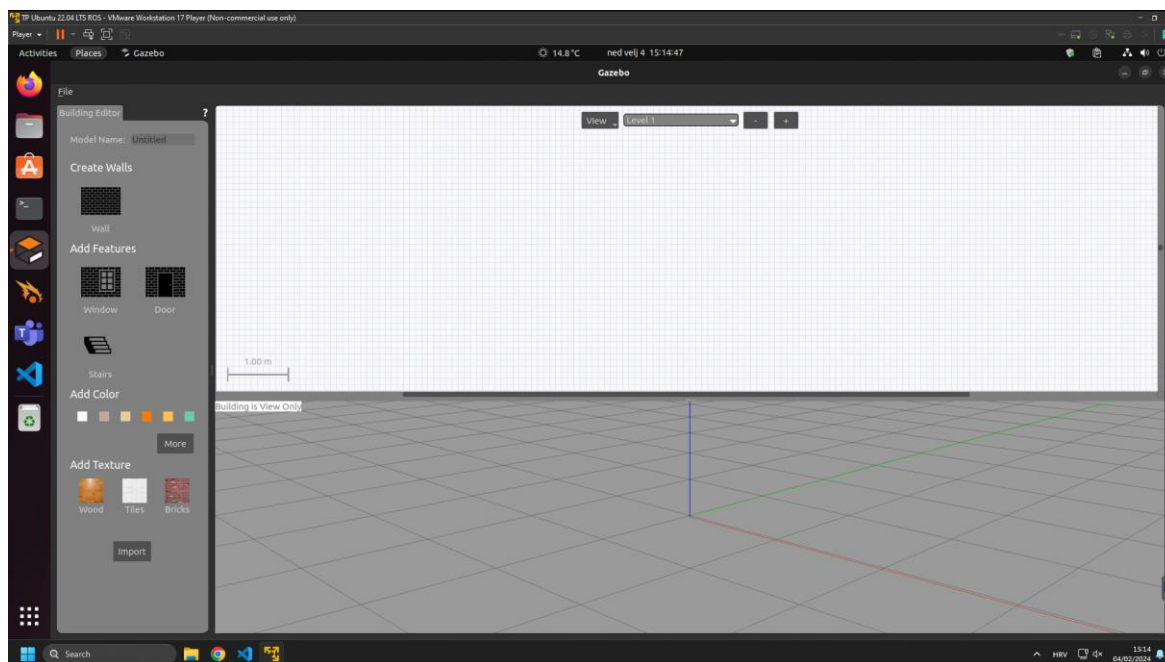 TP Ubuntu 22.04 LTS ROS - VMware Workstation 17 Player (Non-commercial use only)
Player
Activities Places Gazebo 14.8°C ned velj 4 15:14:47
Gazebo
File
Building Editor ?
Model Name: Untitled
View Level 1 - +
Create Walls
Wall
Add Features
Window Door
Stairs
1.00 m
Add Color
Building is View Only
More
Add Texture
Wood Tiles Bricks
Import
Search
HRV 15:14
04/02/2024